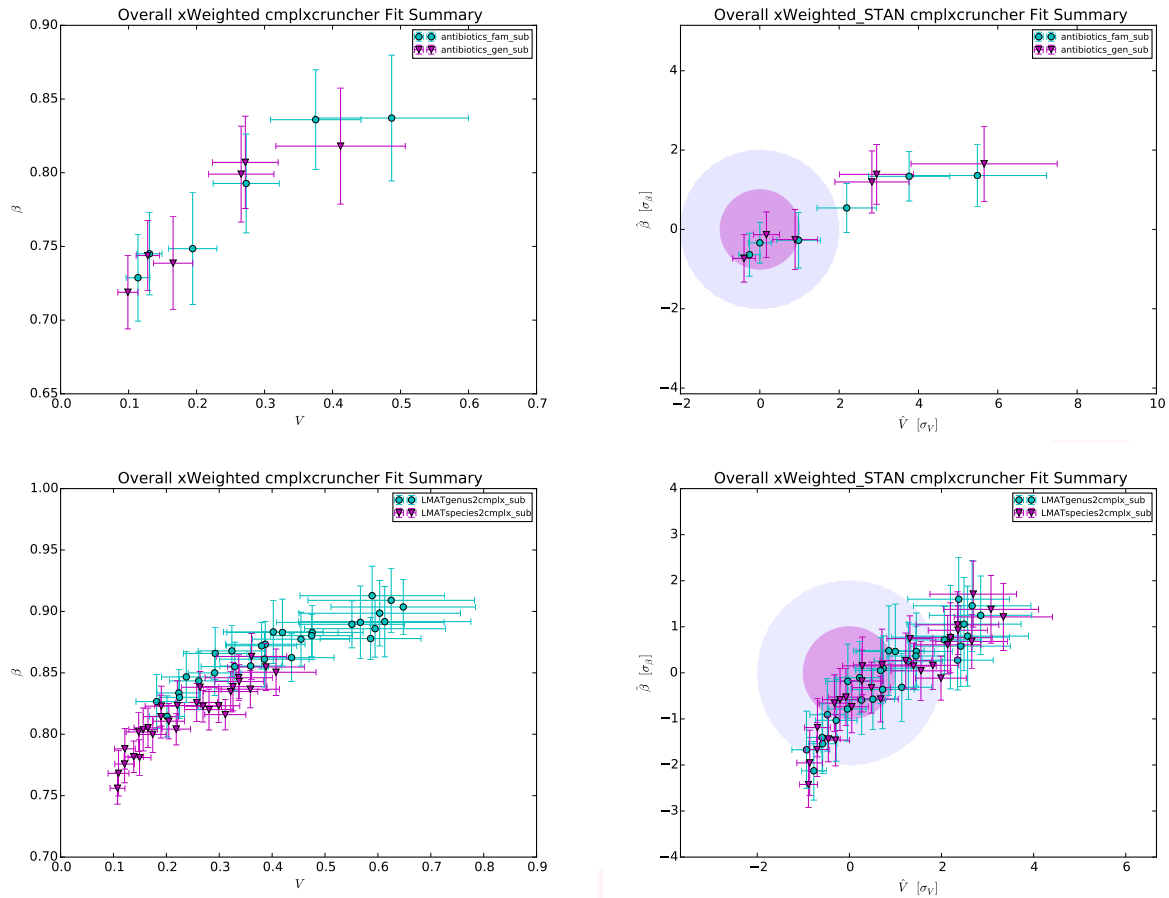 Overall xWeighted cmplxcruncher Fit Summary
0.90
0.85
0.80
0.75
0.70
0.65
β
antibiotics_fam_sub
antibiotics_gen_sub
0.0 0.1 0.2 0.3 0.4 0.5 0.6 0.7
V
Overall xWeighted_STAN cmplxcruncher Fit Summary
4
2
0
−2
−4
β̂ [σβ]
antibiotics_fam_sub
antibiotics_gen_sub
−2 0 2 4 6 8 10
V̂ [σV]
Overall xWeighted cmplxcruncher Fit Summary
1.00
0.95
0.90
0.85
0.80
0.75
0.70
β
LMATgenus2cmplx_sub
LMATspecies2cmplx_sub
0.0 0.1 0.2 0.3 0.4 0.5 0.6 0.7 0.8 0.9
V
Overall xWeighted_STAN cmplxcruncher Fit Summary
4
3
2
1
0
−1
−2
−3
−4
β̂ [σβ]
LMATgenus2cmplx_sub
LMATspecies2cmplx_sub
−2 0 2 4 6
V̂ [σV]